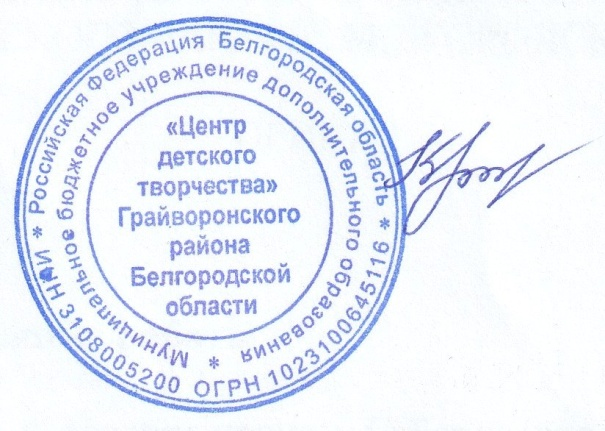 * Российская Федерация Белгородская область * ИНН 3108005200 ОГРН 1023100645116
* Муниципальное бюджетное учреждение дополнительного образования
«Центр
детского
творчества»
Грайворонского
района
Белгородской
области